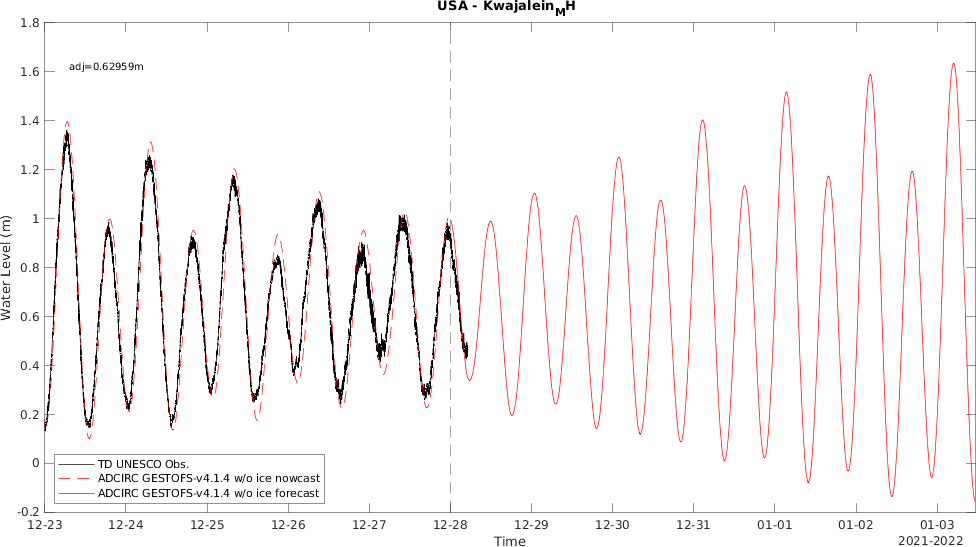 USA - KwajaleinMH
adj=0.62959m
Water Level (m)
1.8
1.6
1.4
1.2
1
0.8
0.6
0.4
0.2
0
-0.2
TD UNESCO Obs.
ADCIRC GESTOFS-v4.1.4 w/o ice nowcast
ADCIRC GESTOFS-v4.1.4 w/o ice forecast
12-23 12-24 12-25 12-26 12-27 12-28 12-29 12-30 12-31 01-01 01-02 01-03
Time
2021-2022